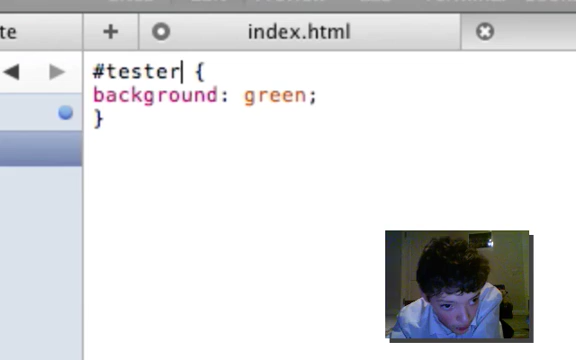 te
index.html
#tester {
background: green;
}